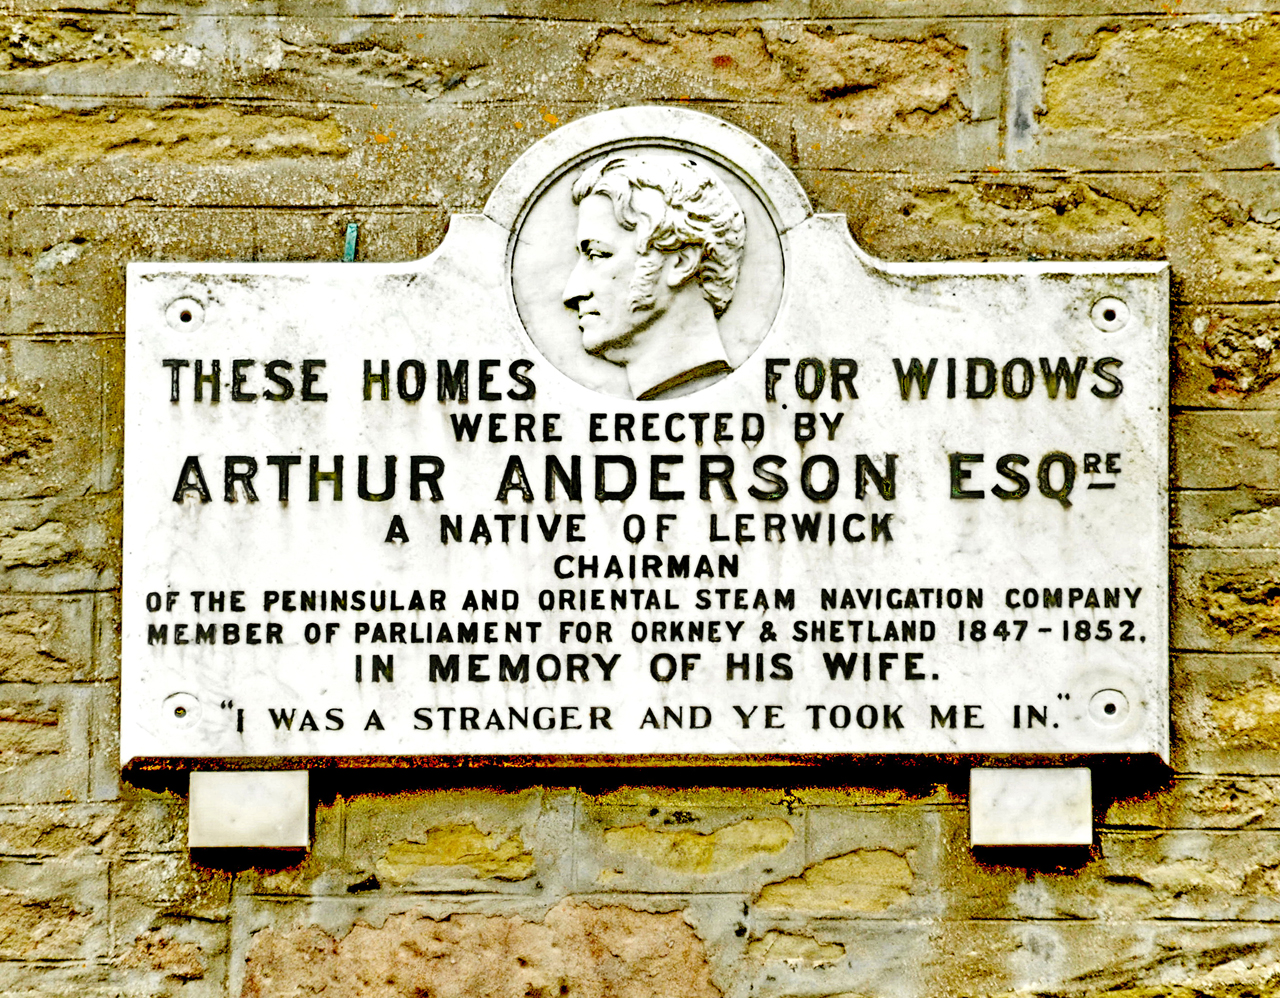 THESE HOMES FOR WIDOWS
WERE ERECTED BY
ARTHUR ANDERSON ESQRE
A NATIVE OF LERWICK
CHAIRMAN
OF THE PENINSULAR AND ORIENTAL STEAM NAVIGATION COMPANY
MEMBER OF PARLIAMENT FOR ORKNEY & SHETLAND 1847-1852.
IN MEMORY OF HIS WIFE.
"I WAS A STRANGER AND YE TOOK ME IN."